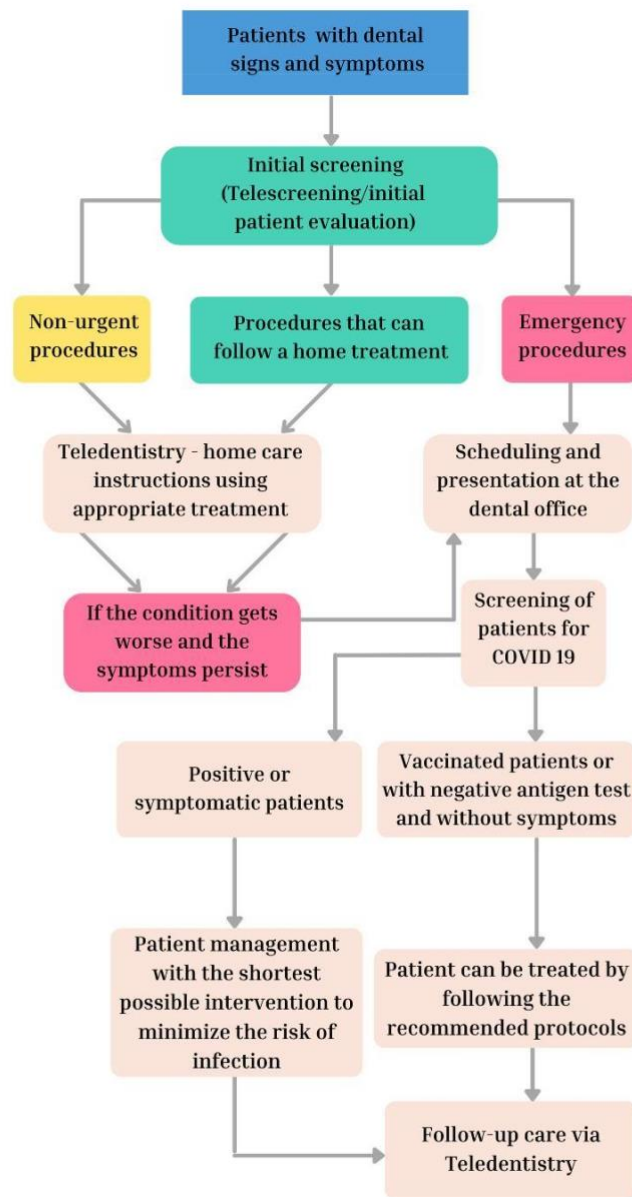 Patients with dental
signs and symptoms
Initial screening
(Telescreening/initial
patient evaluation)
Non-urgent
procedures
Procedures that can
follow a home treatment
Emergency
procedures
Teledentistry - home care
instructions using
appropriate treatment
Scheduling and
presentation at the
dental office
If the condition gets
worse and the
symptoms persist
Screening of
patients for
COVID 19
Positive or
symptomatic patients
Vaccinated patients or
with negative antigen test
and without symptoms
Patient management
with the shortest
possible intervention to
minimize the risk of
infection
Patient can be treated by
following the
recommended protocols
Follow-up care via
Teledentistry